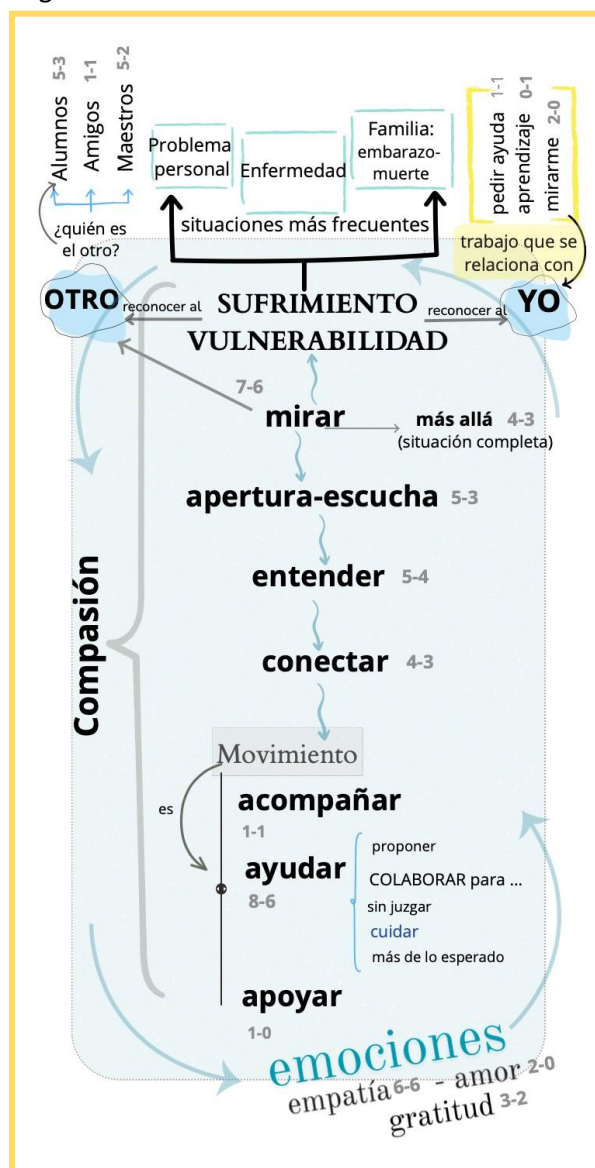 Alumnos 5-3
Amigos 1-1
Maestros 5-2
¿quién es
el otro?
Problema
personal
Enfermedad
Familia:
embarazo-
muerte
situaciones más frecuentes
pedir ayuda 1-1
aprendizaje 0-1
mirarme 2-0
trabajo que se
relaciona con
OTRO
reconocer al
SUFRIMIENTO
VULNERABILIDAD
reconocer al
YO
7-6
mirar
más allá 4-3
(situación completa)
apertura-escucha 5-3
entender 5-4
conectar 4-3
Compasión
Movimiento
es
acompañar
1-1
ayudar
8-6
proponer
COLABORAR para ...
sin juzgar
cuidar
más de lo esperado
apoyar
1-0
emociones
empatía 6-6 - amor 2-0
gratitud 3-2